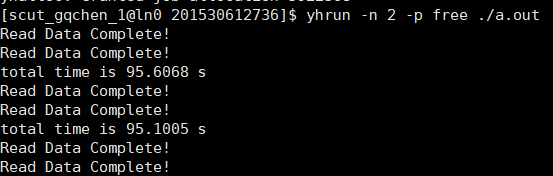 [scut_gqchen_1@ln0 201530612736]$ yhrun -n 2 -p free ./a.out
Read Data Complete!
Read Data Complete!
total time is 95.6068 s
Read Data Complete!
Read Data Complete!
total time is 95.1005 s
Read Data Complete!
Read Data Complete!